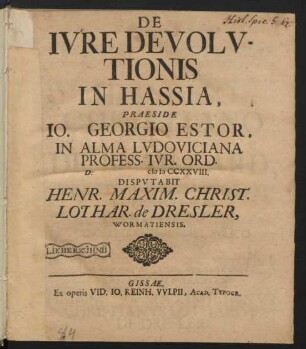 DE
IVRE DEVOLV-
TIONIS
IN HASSIA,
PRAESIDE
IO. GEORGIO ESTOR,
IN ALMA LVDOVICIANA
PROFESS. IVR. ORD.
D. cIɔ Iɔ CCXXVIII.
DISPVTABIT
HENR. MAXIM. CHRIST.
LOTHAR. de DRESLER,
WORMATIENSIS.
GISSAE,
Ex operis VID. IO. REINH. VVLPII, ACAD. TYPOGR.